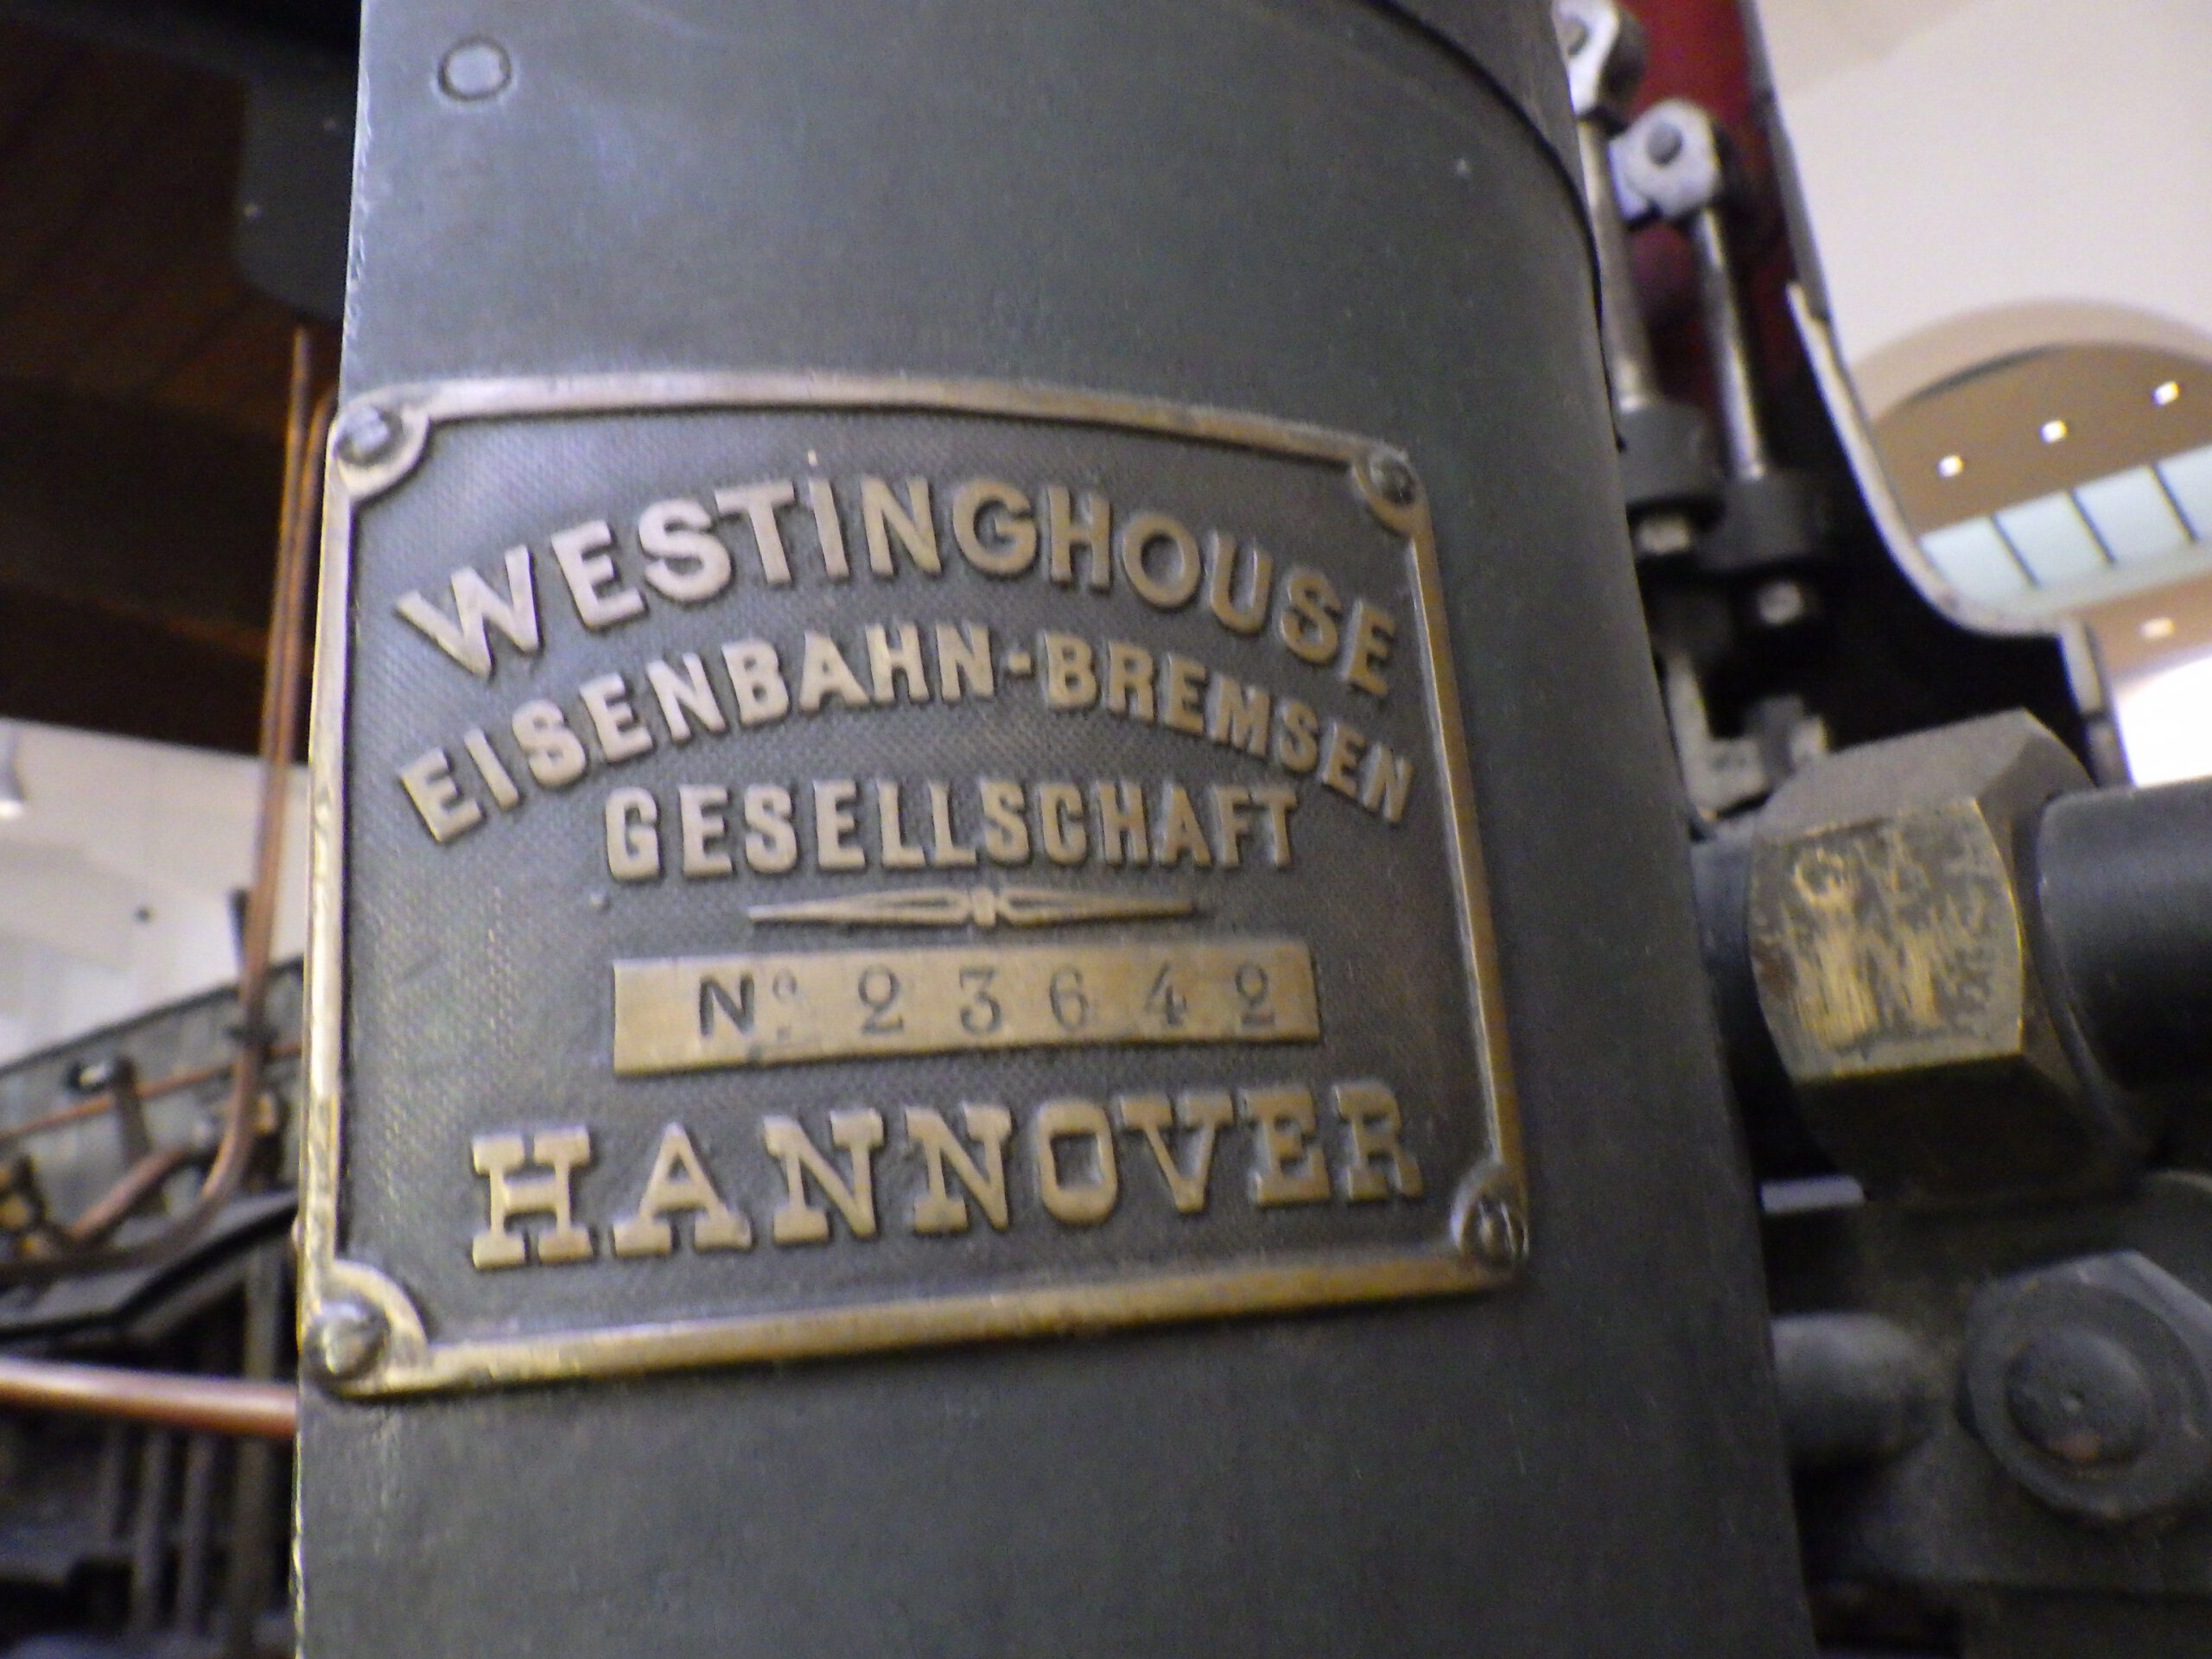 WESTINGHOUSE
EISENBAHN-BREMSEN
GESELLSCHAFT
Nº 23642
HANNOVER